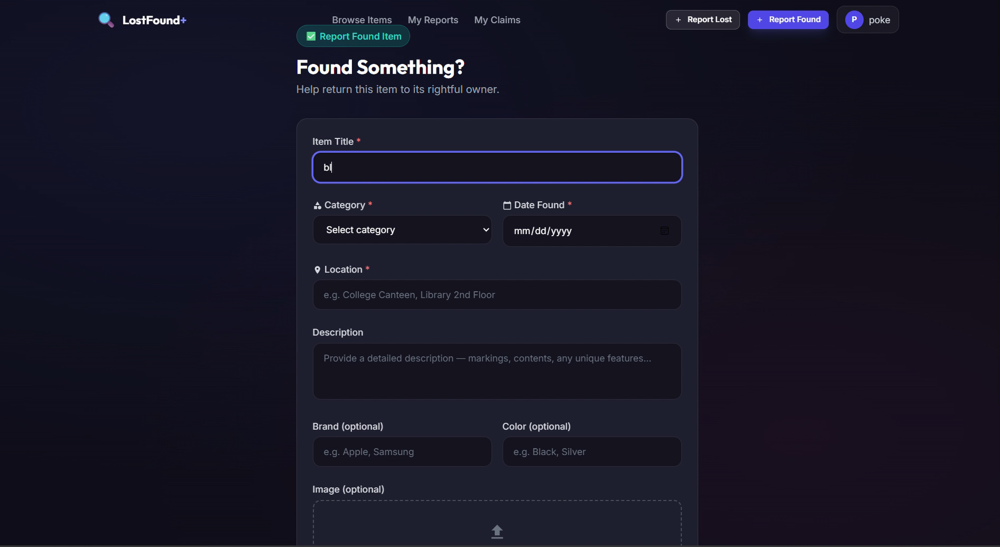 LostFound+
Browse Items My Reports My Claims
+ Report Lost
+ Report Found
P poke
Report Found Item
Found Something?
Help return this item to its rightful owner.
Item Title *
bl
Category *
Date Found *
Select category
mm/dd/yyyy
Location *
e.g. College Canteen, Library 2nd Floor
Description
Provide a detailed description — markings, contents, any unique features...
Brand (optional)
Color (optional)
e.g. Apple, Samsung
e.g. Black, Silver
Image (optional)